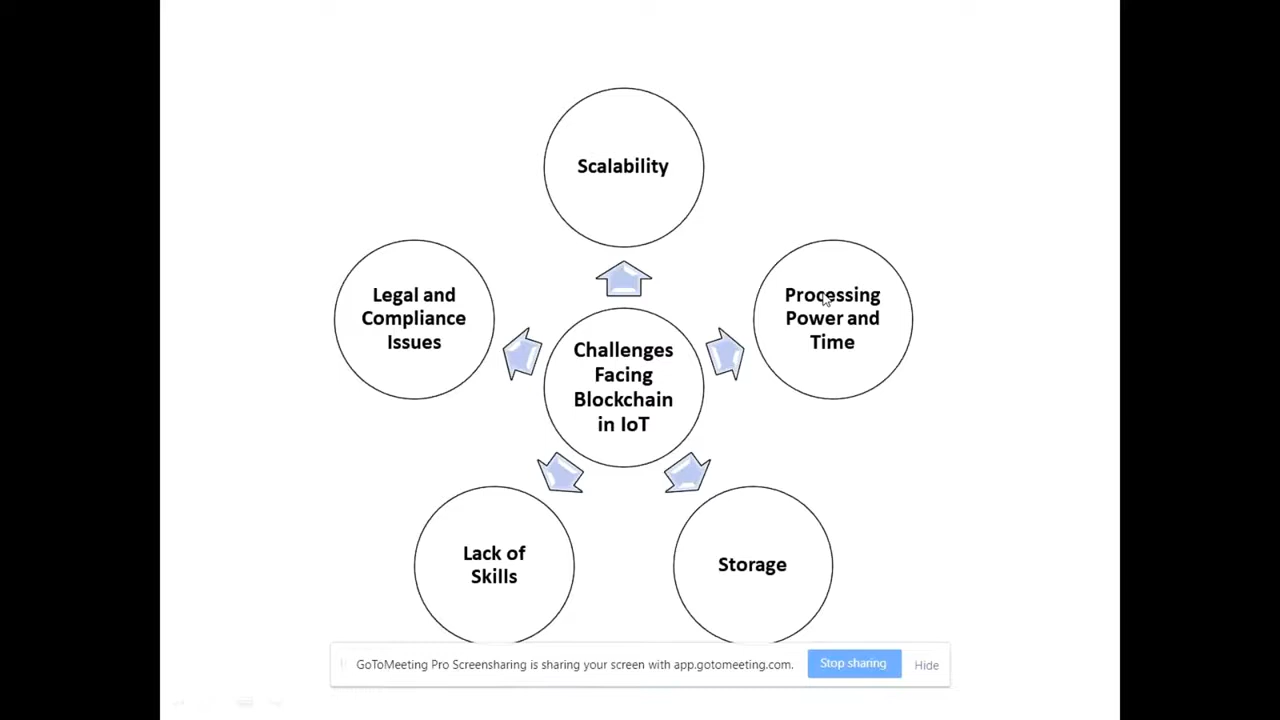 Scalability
Legal and
Compliance
Issues
Processing
Power and
Time
Challenges
Facing
Blockchain
in IoT
Lack of
Skills
Storage
GoToMeeting Pro Screensharing is sharing your screen with app.gotomeeting.com.
Stop sharing
Hide